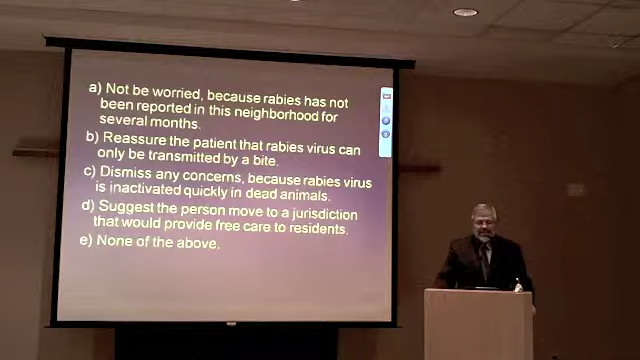 a) Not be worried, because rabies has not
been reported in this neighborhood for
several months.
b) Reassure the patient that rabies virus can
only be transmitted by a bite.
c) Dismiss any concerns, because rabies virus
is inactivated quickly in dead animals.
d) Suggest the person move to a jurisdiction
that would provide free care to residents.
e) None of the above.